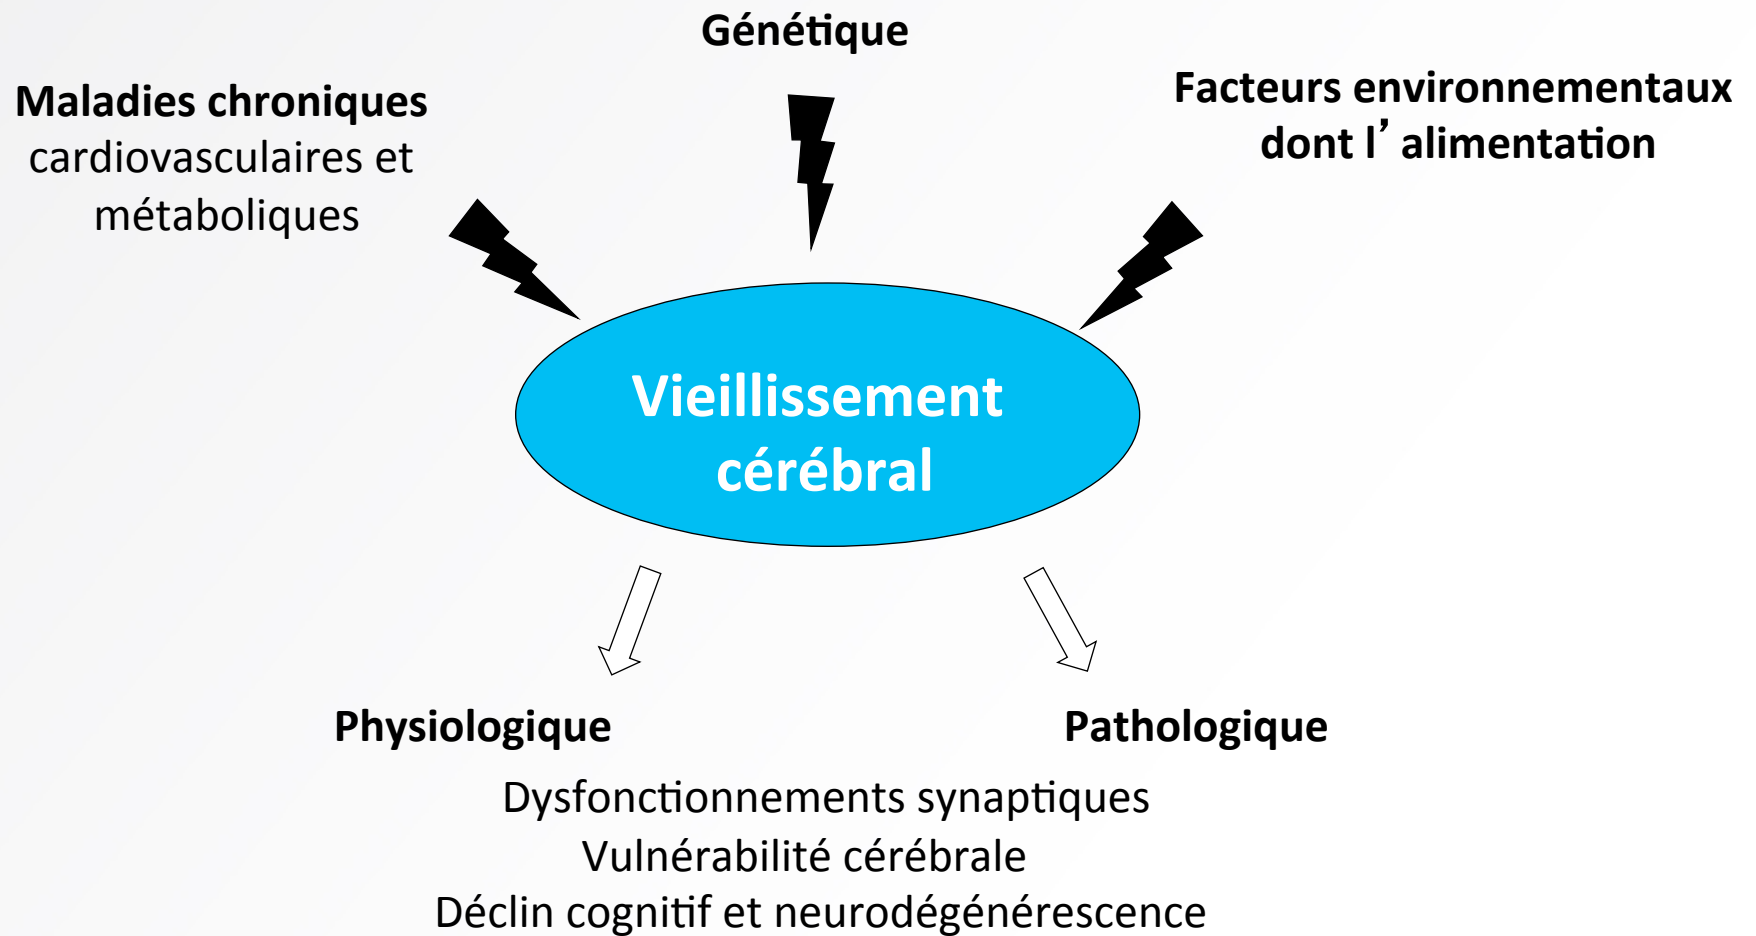 Génétique
Maladies chroniques
cardiovasculaires et
métaboliques
Facteurs environnementaux
dont l’ alimentation
Vieillissement
cérébral
Physiologique
Pathologique
Dysfonctionnements synaptiques
Vulnérabilité cérébrale
Déclin cognitif et neurodégénérescence